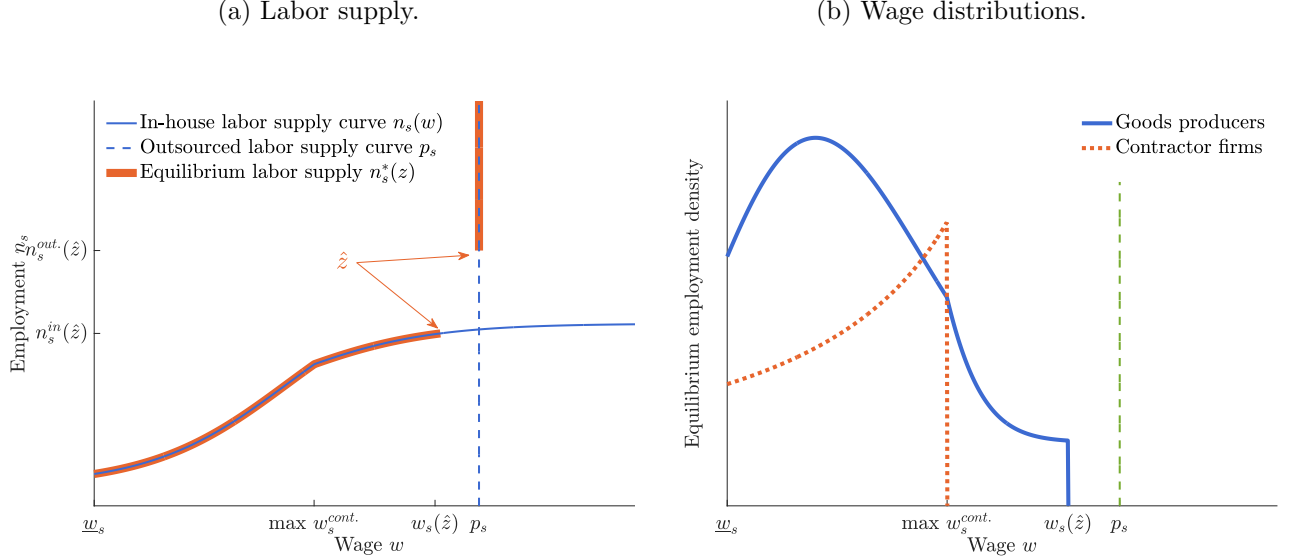 (a) Labor supply.
In-house labor supply curve n_s(w)
Outsourced labor supply curve p_s
Equilibrium labor supply n_s^*(z)
Employment n_s
n_s^{out.}(ẑ)
n_s^{in}(ẑ)
ẑ
w̲_s
max w_s^{cont.}
w_s(ẑ)
p_s
Wage w
(b) Wage distributions.
Goods producers
Contractor firms
Equilibrium employment density
w̲_s
max w_s^{cont.}
w_s(ẑ)
p_s
Wage w